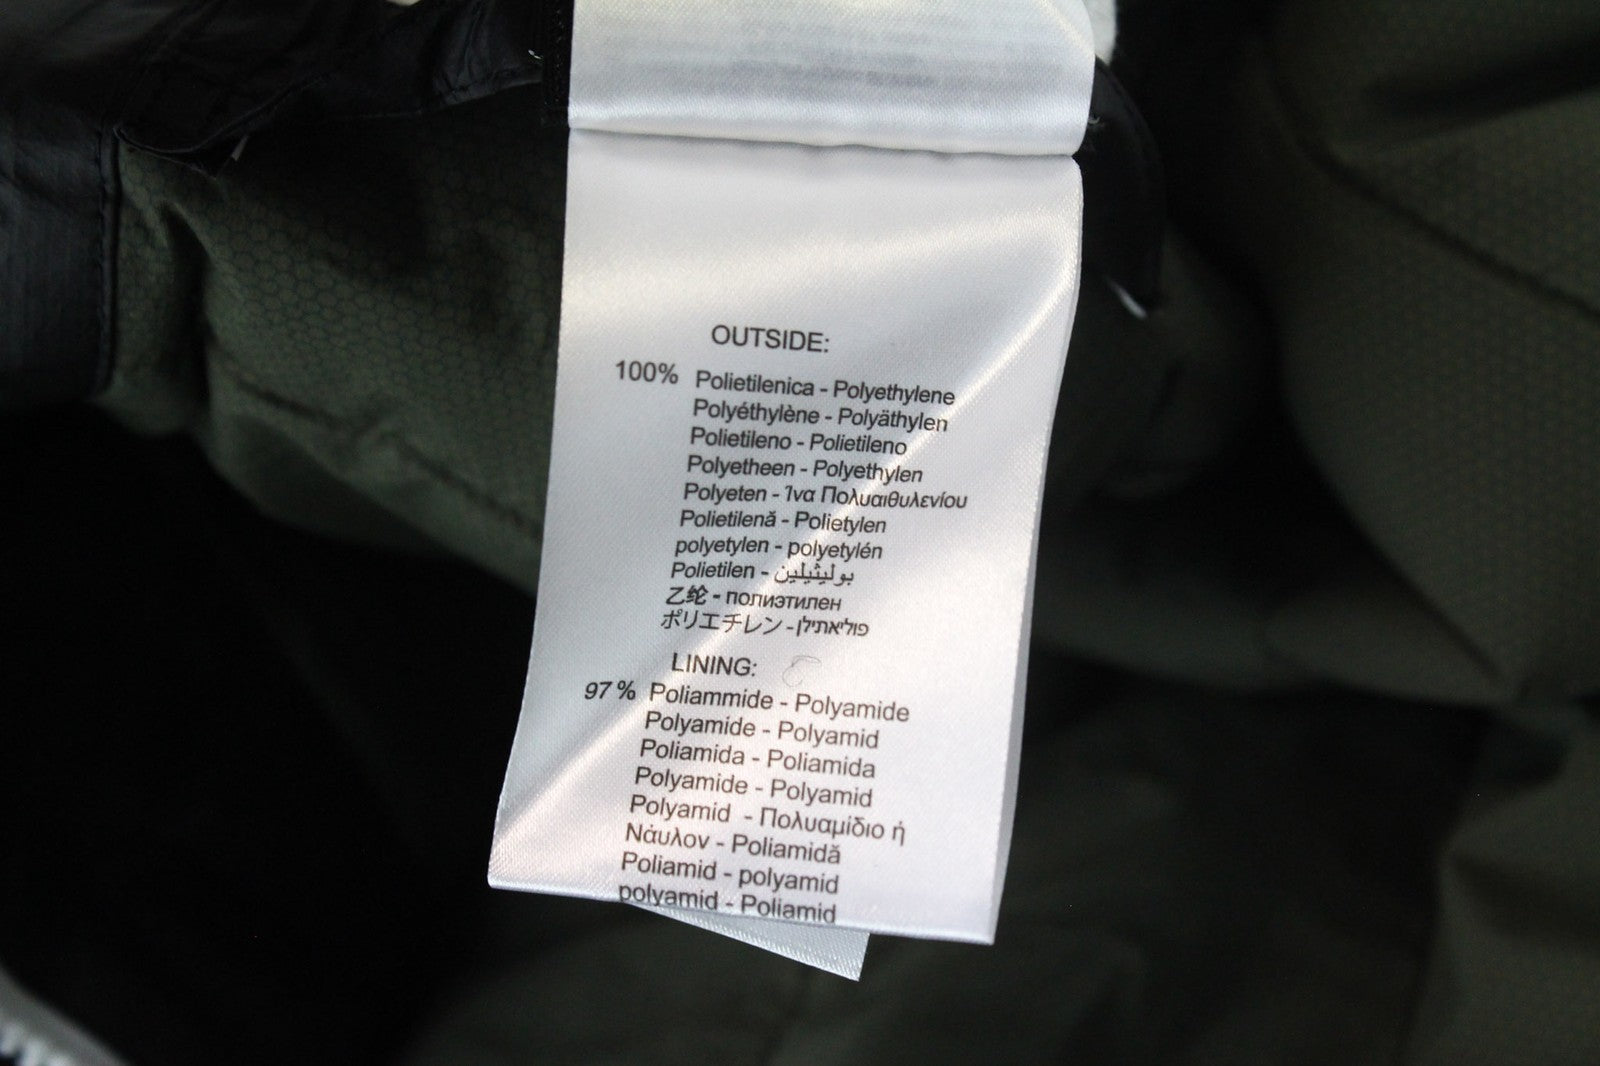 OUTSIDE:
100% Polietilenica - Polyethylene
Polyéthylène - Polyäthylen
Polietileno - Polietileno
Polyetheen - Polyethylen
Polyeten - Ίνα Πολυαιθυλενίου
Polietilenă - Polietylen
polyetylen - polyetylén
Polietilen - بوليثيلين
乙纶 - полиэтилен
ポリエチレン - פוליאתילן
LINING:
97 % Poliammide - Polyamide
Polyamide - Polyamid
Poliamida - Poliamida
Polyamide - Polyamid
Polyamid - Πολυαμίδιο ή
Νάυλον - Poliamidă
Poliamid - polyamid
polyamid - Poliamid